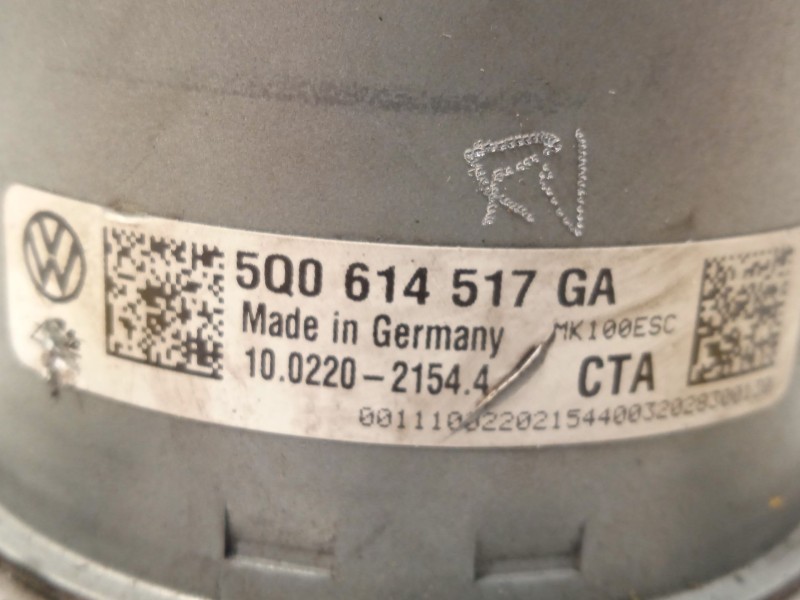 5Q0 614 517 GA
Made in Germany
MK100ESC
10.0220-2154.4
CTA